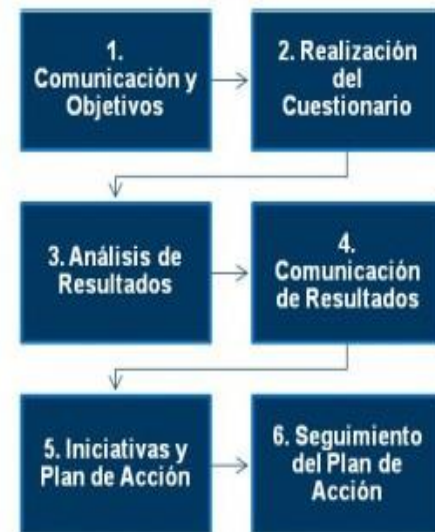 1.
Comunicación y
Objetivos
2. Realización
del
Cuestionario
3. Análisis de
Resultados
4.
Comunicación
de Resultados
5. Iniciativas y
Plan de Acción
6. Seguimiento
del Plan de
Acción